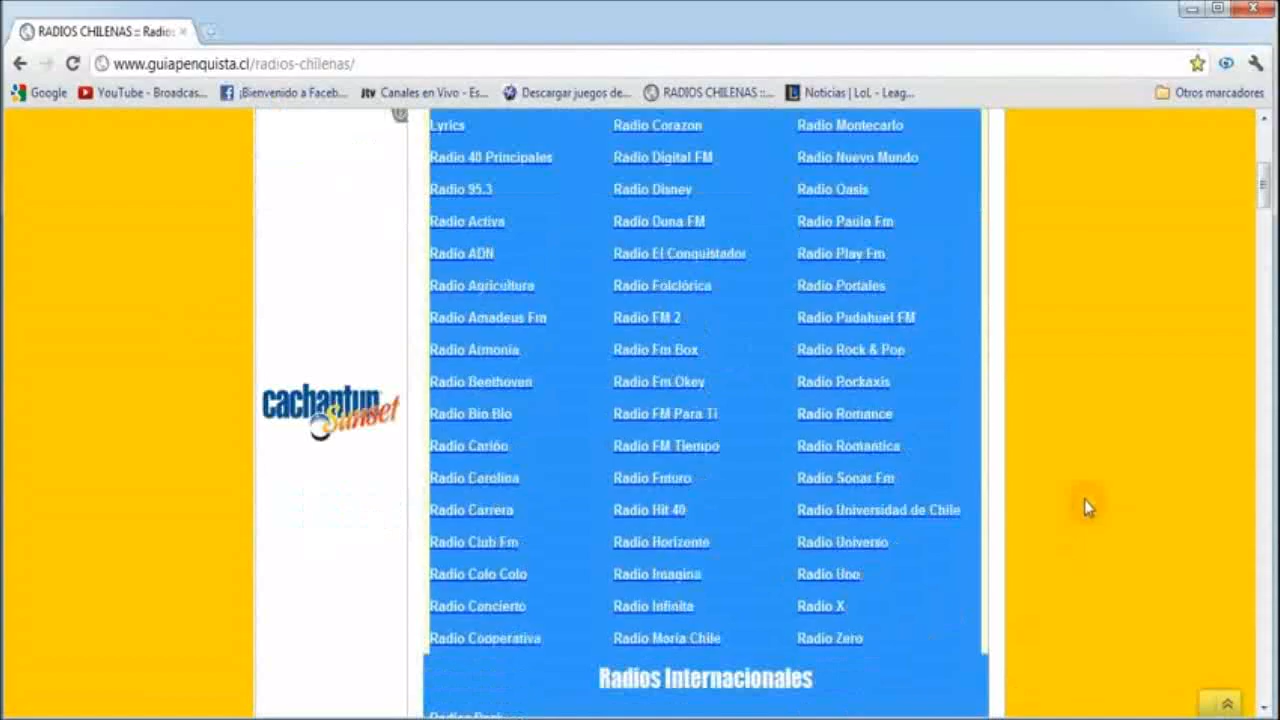 RADIOS CHILENAS :: Radio:
www.guiapenquista.cl/radios-chilenas/
Google YouTube - Broadcas... ¡Bienvenido a Faceb... jtv Canales en Vivo - Es... Descargar juegos de... RADIOS CHILENAS ::... Noticias | LoL - Leag... Otros marcadores
Lyrics Radio Corazon Radio Montecarlo
Radio 40 Principales Radio Digital FM Radio Nuevo Mundo
Radio 95.3 Radio Disney Radio Oasis
Radio Activa Radio Duna FM Radio Paula Fm
Radio ADN Radio El Conquistador Radio Play Fm
Radio Agricultura Radio Folclórica Radio Portales
Radio Amadeus Fm Radio FM 2 Radio Pudahuel FM
Radio Armonia Radio Fm Box Radio Rock & Pop
Radio Beethoven Radio Fm Okey Radio Rockaxis
cachantun Sunset
Radio Bio Bio Radio FM Para Ti Radio Romance
Radio Cariño Radio FM Tiempo Radio Romantica
Radio Carolina Radio Futuro Radio Sonar Fm
Radio Carrera Radio Hit 40 Radio Universidad de Chile
Radio Club Fm Radio Horizonte Radio Universo
Radio Colo Colo Radio Imagina Radio Uno
Radio Concierto Radio Infinita Radio X
Radio Cooperativa Radio María Chile Radio Zero
Radios Internacionales